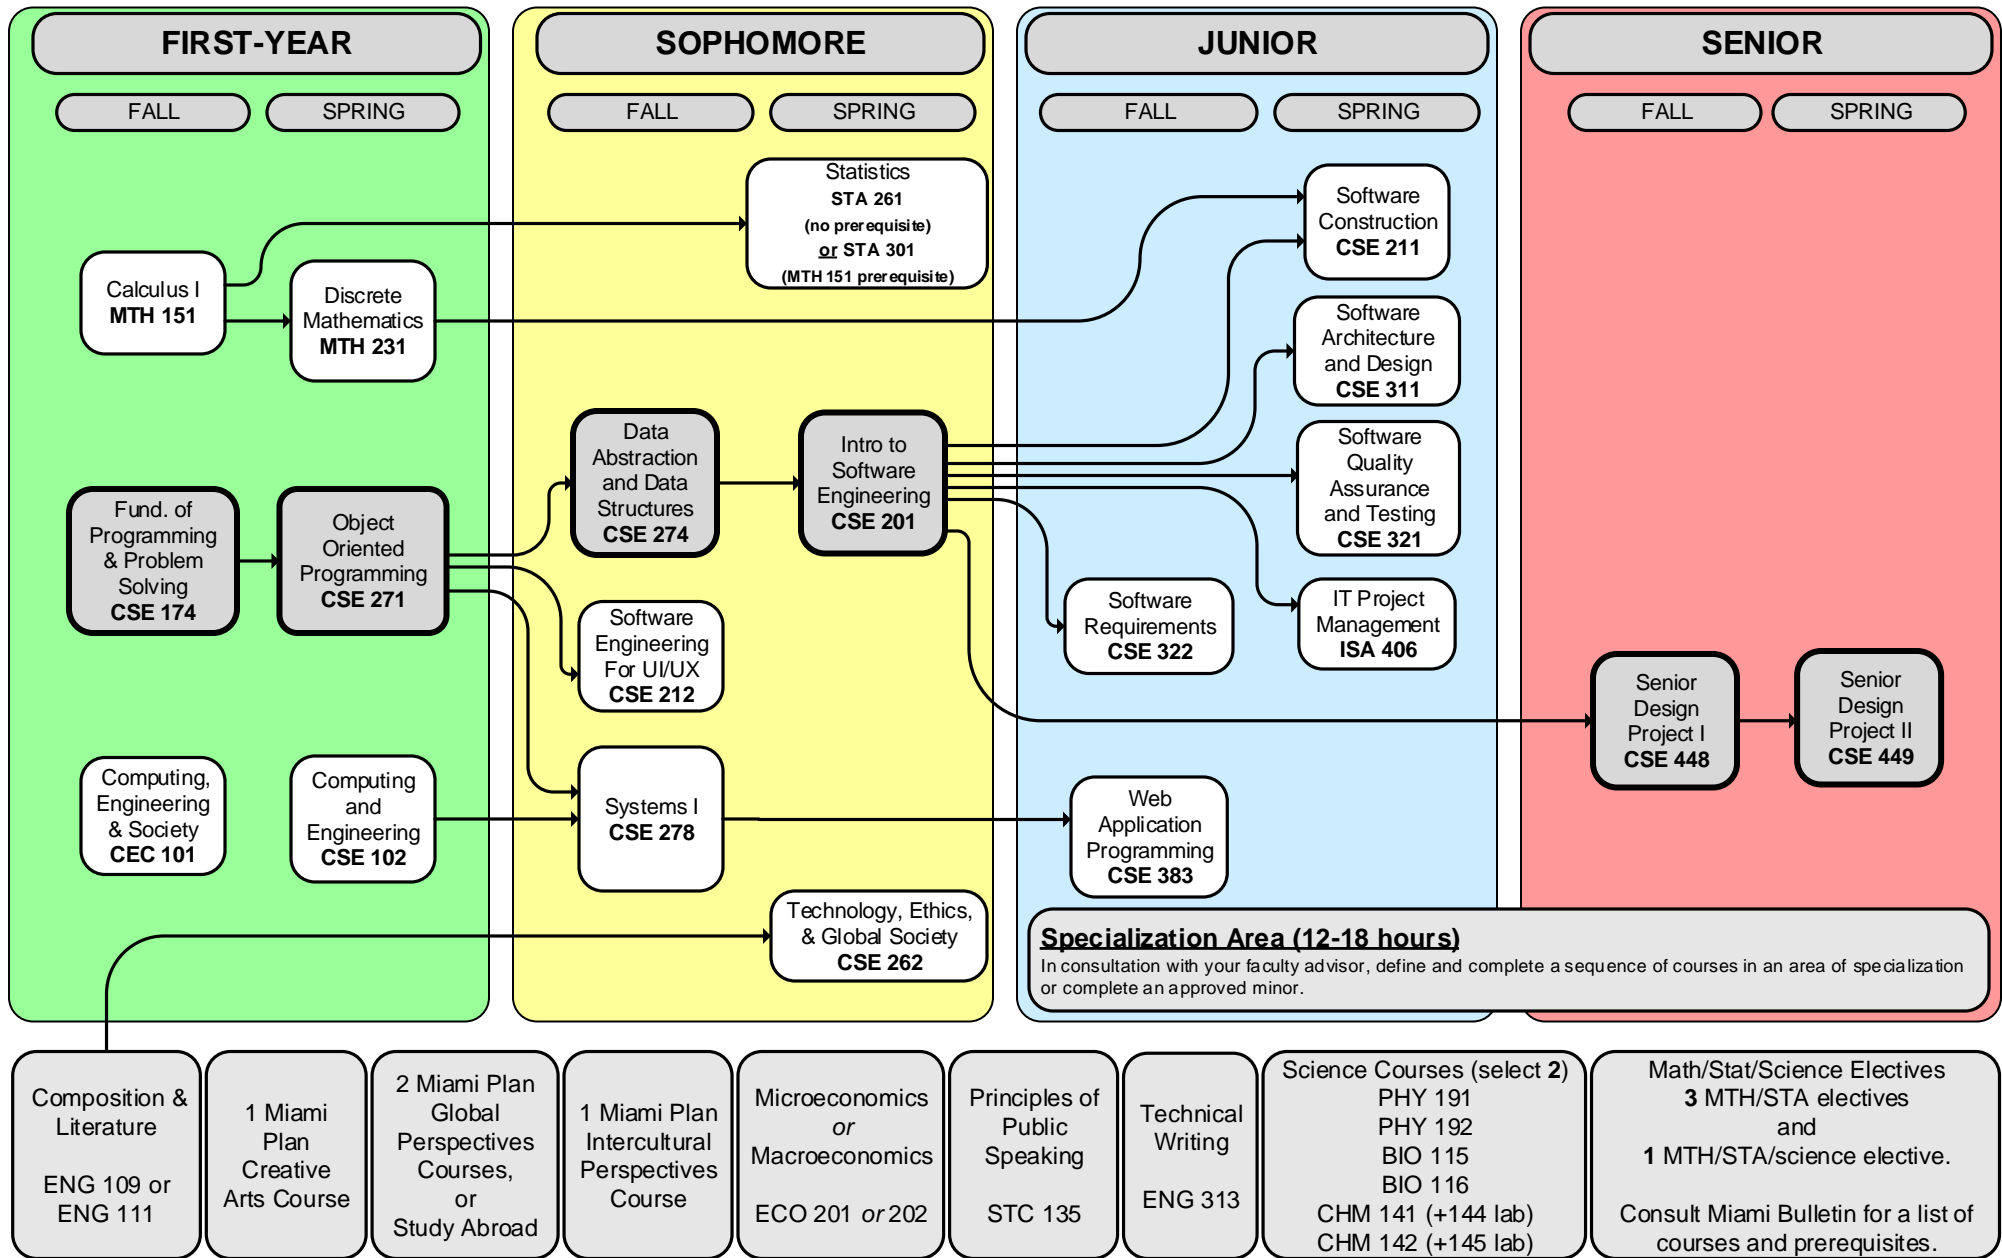 FIRST-YEAR
FALL
SPRING
Calculus I
MTH 151
Discrete
Mathematics
MTH 231
Fund. of
Programming
& Problem
Solving
CSE 174
Object
Oriented
Programming
CSE 271
Computing,
Engineering
& Society
CEC 101
Computing
and
Engineering
CSE 102
SOPHOMORE
FALL
SPRING
Statistics
STA 261
(no prerequisite)
or STA 301
(MTH 151 prerequisite)
Data
Abstraction
and Data
Structures
CSE 274
Intro to
Software
Engineering
CSE 201
Software
Engineering
For UI/UX
CSE 212
Systems I
CSE 278
Technology, Ethics,
& Global Society
CSE 262
JUNIOR
FALL
SPRING
Software
Construction
CSE 211
Software
Architecture
and Design
CSE 311
Software
Quality
Assurance
and Testing
CSE 321
Software
Requirements
CSE 322
IT Project
Management
ISA 406
Web
Application
Programming
CSE 383
SENIOR
FALL
SPRING
Senior
Design
Project I
CSE 448
Senior
Design
Project II
CSE 449
Specialization Area (12-18 hours)
In consultation with your faculty advisor, define and complete a sequence of courses in an area of specialization
or complete an approved minor.
Composition &
Literature
ENG 109 or
ENG 111
1 Miami
Plan
Creative
Arts Course
2 Miami Plan
Global
Perspectives
Courses,
or
Study Abroad
1 Miami Plan
Intercultural
Perspectives
Course
Microeconomics
or
Macroeconomics
ECO 201 or 202
Principles of
Public
Speaking
STC 135
Technical
Writing
ENG 313
Science Courses (select 2)
PHY 191
PHY 192
BIO 115
BIO 116
CHM 141 (+144 lab)
CHM 142 (+145 lab)
Math/Stat/Science Electives
3 MTH/STA electives
and
1 MTH/STA/science elective.
Consult Miami Bulletin for a list of
courses and prerequisites.